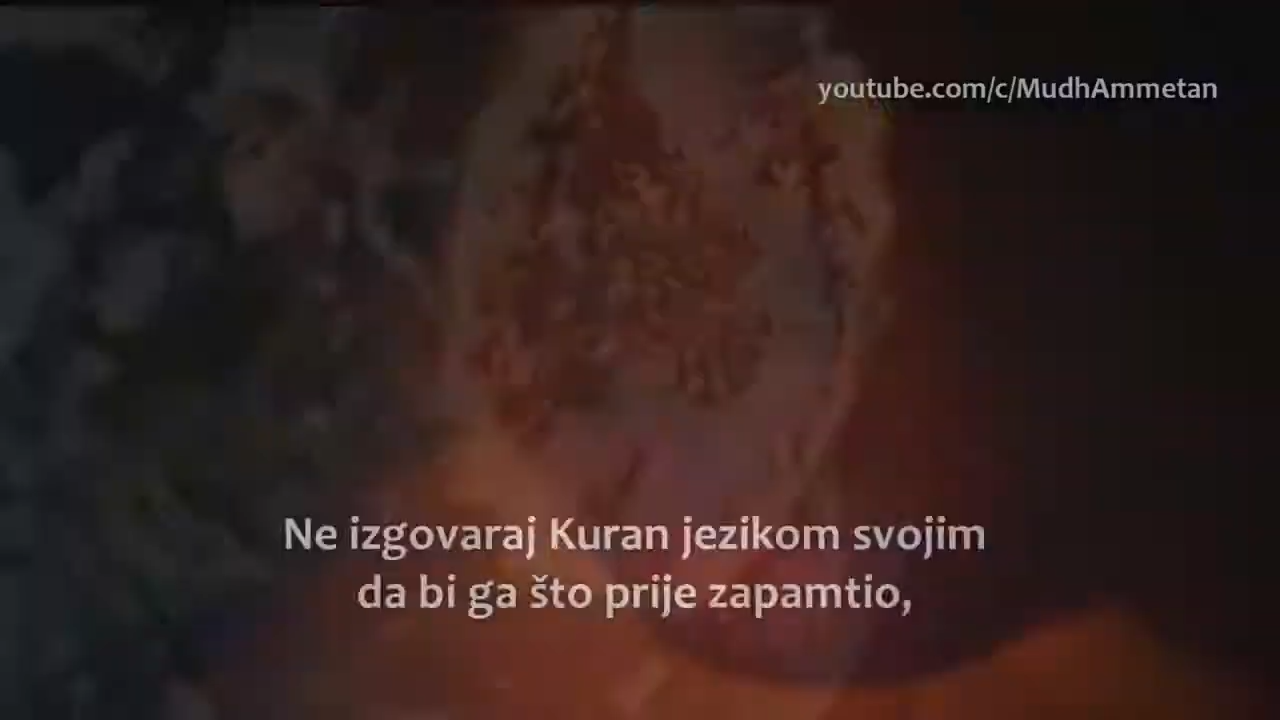 youtube.com/c/MudhAmmetan
Ne izgovaraj Kuran jezikom svojim
da bi ga što prije zapamtio,